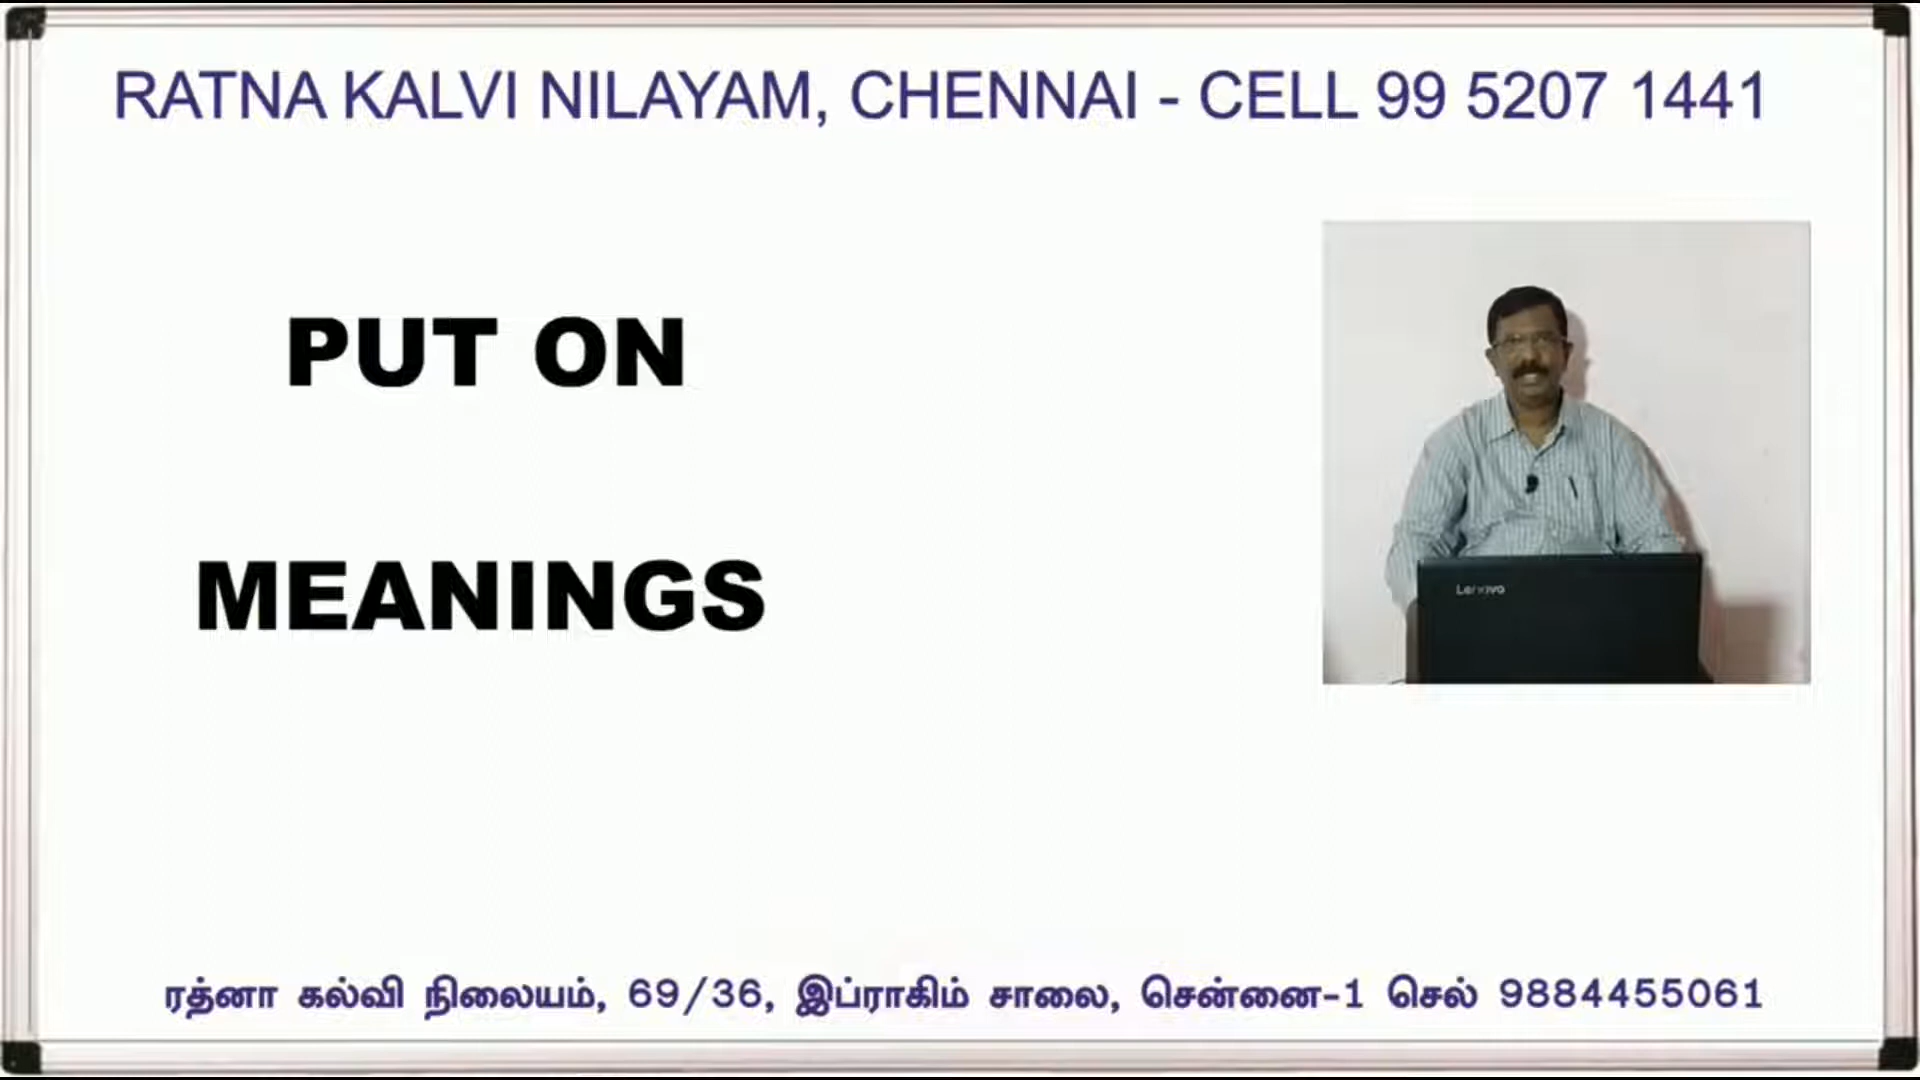 RATNA KALVI NILAYAM, CHENNAI - CELL 99 5207 1441
PUT ON
MEANINGS
Lenovo
ரத்னா கல்வி நிலையம், 69/36, இப்ராகிம் சாலை, சென்னை-1 செல் 9884455061